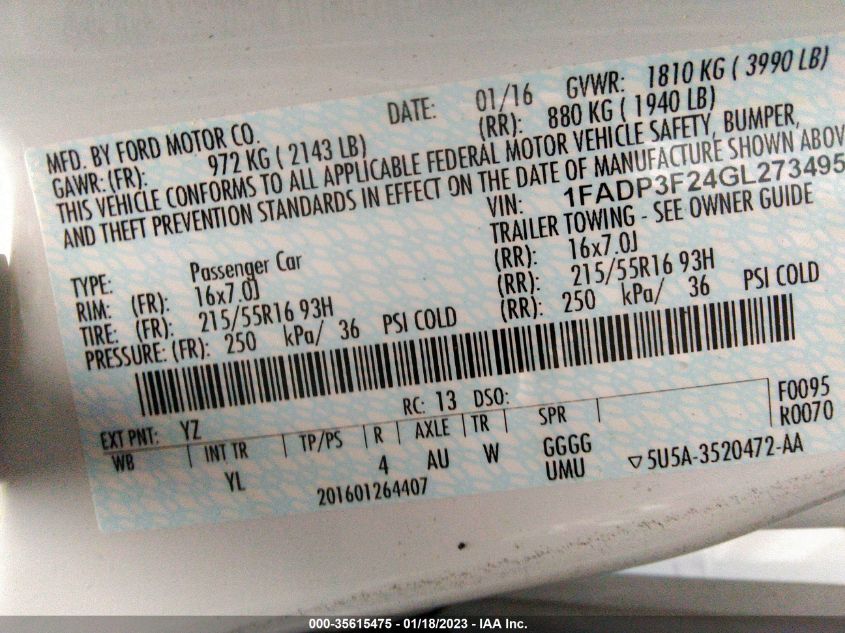 MFD. BY FORD MOTOR CO. DATE: 01/16 GVWR: 1810 KG ( 3990 LB)
GAWR: (FR): 972 KG ( 2143 LB) (RR): 880 KG ( 1940 LB)
THIS VEHICLE CONFORMS TO ALL APPLICABLE FEDERAL MOTOR VEHICLE SAFETY, BUMPER,
AND THEFT PREVENTION STANDARDS IN EFFECT ON THE DATE OF MANUFACTURE SHOWN ABOV
VIN: 1FADP3F24GL273495
TYPE: Passenger Car TRAILER TOWING - SEE OWNER GUIDE
RIM: (FR): 16x7.0J (RR): 16x7.0J
TIRE: (FR): 215/55R16 93H (RR): 215/55R16 93H
PRESSURE: (FR): 250 kPa/ 36 PSI COLD (RR): 250 kPa/ 36 PSI COLD
EXT PNT: YZ RC: 13 DSO: F0095
WB INT TR TP/PS R AXLE TR SPR R0070
YL 4 AU W GGGG
UMU ▽5U5A-3520472-AA
201601264407
000-35615475 - 01/18/2023 - IAA Inc.